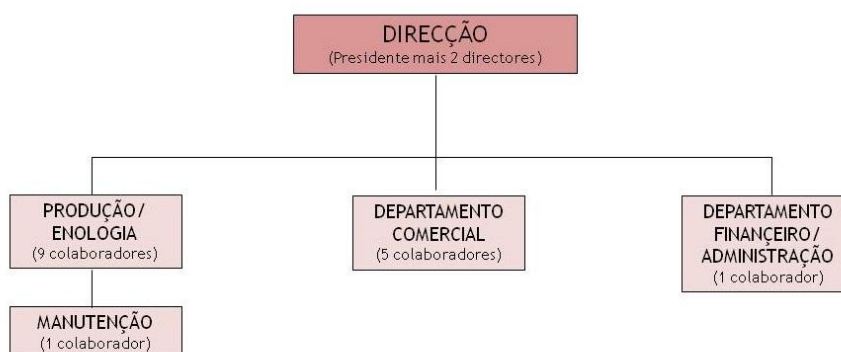 DIRECÇÃO
(Presidente mais 2 directores)
PRODUÇÃO/
ENOLOGIA
(9 colaboradores)
DEPARTAMENTO
COMERCIAL
(5 colaboradores)
DEPARTAMENTO
FINANÇEIRO/
ADMINISTRAÇÃO
(1 colaborador)
MANUTENÇÃO
(1 colaborador)